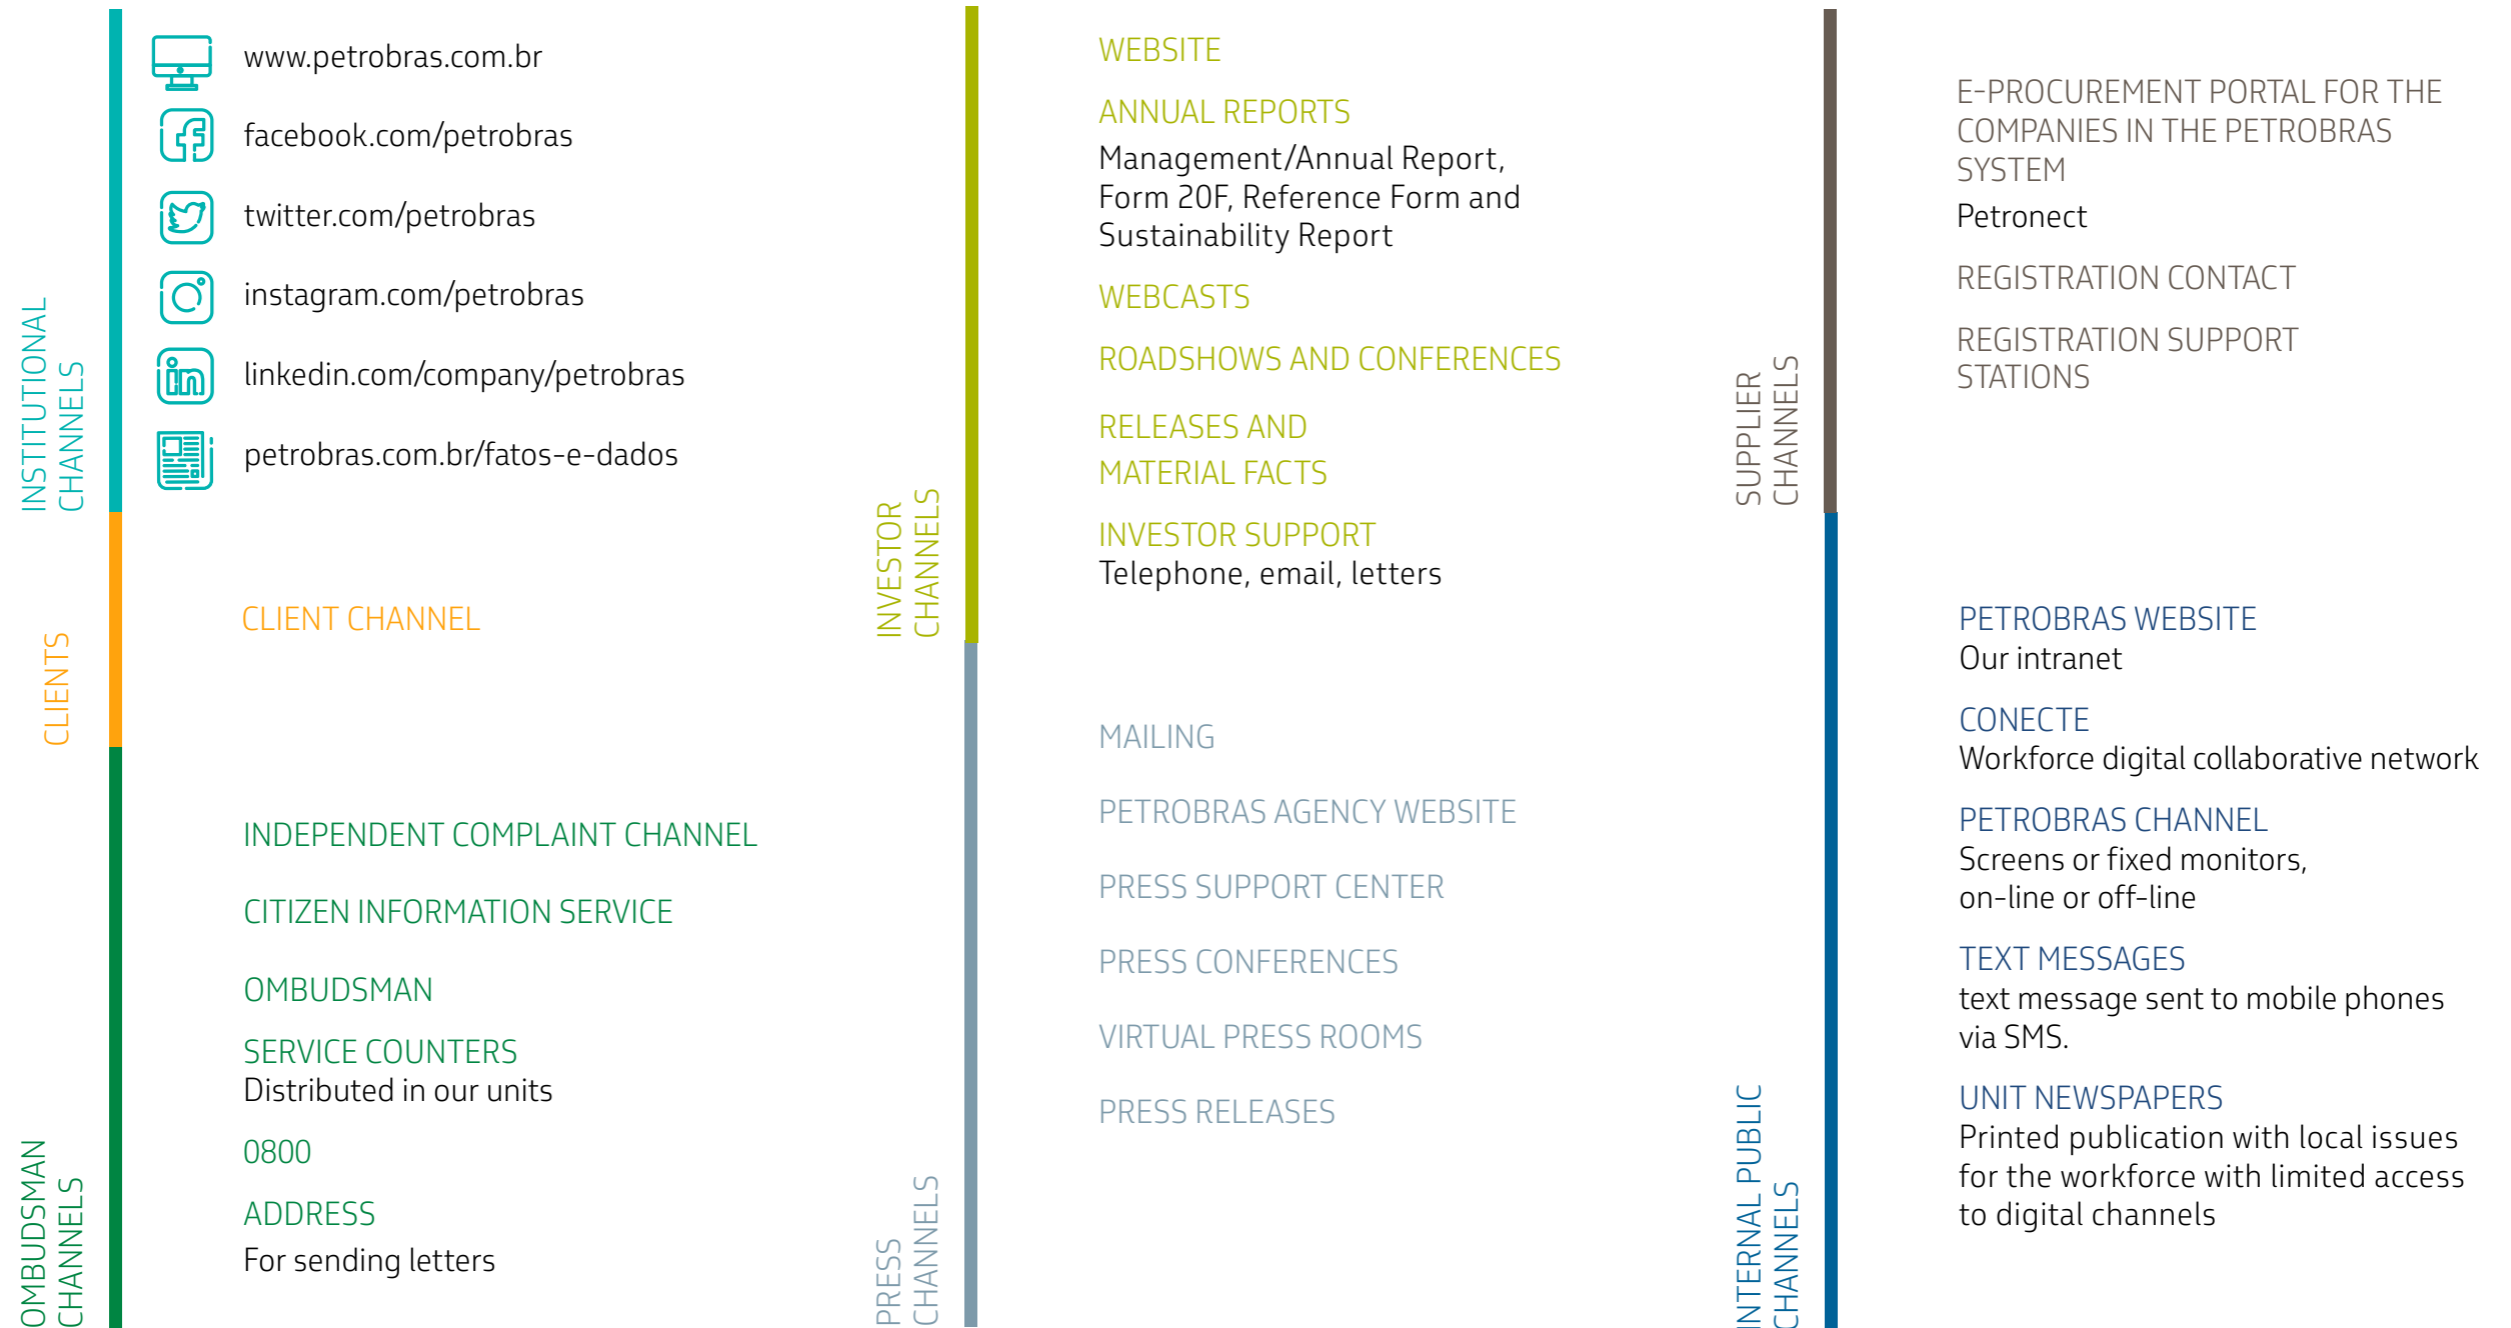 INSTITUTIONAL
CHANNELS
www.petrobras.com.br
facebook.com/petrobras
twitter.com/petrobras
instagram.com/petrobras
linkedin.com/company/petrobras
petrobras.com.br/fatos-e-dados
CLIENTS
CLIENT CHANNEL
OMBUDSMAN
CHANNELS
INDEPENDENT COMPLAINT CHANNEL
CITIZEN INFORMATION SERVICE
OMBUDSMAN
SERVICE COUNTERS
Distributed in our units
0800
ADDRESS
For sending letters
INVESTOR
CHANNELS
WEBSITE
ANNUAL REPORTS
Management/Annual Report,
Form 20F, Reference Form and
Sustainability Report
WEBCASTS
ROADSHOWS AND CONFERENCES
RELEASES AND
MATERIAL FACTS
INVESTOR SUPPORT
Telephone, email, letters
PRESS
CHANNELS
MAILING
PETROBRAS AGENCY WEBSITE
PRESS SUPPORT CENTER
PRESS CONFERENCES
VIRTUAL PRESS ROOMS
PRESS RELEASES
SUPPLIER
CHANNELS
E-PROCUREMENT PORTAL FOR THE
COMPANIES IN THE PETROBRAS
SYSTEM
Petronect
REGISTRATION CONTACT
REGISTRATION SUPPORT
STATIONS
INTERNAL PUBLIC
CHANNELS
PETROBRAS WEBSITE
Our intranet
CONECTE
Workforce digital collaborative network
PETROBRAS CHANNEL
Screens or fixed monitors,
on-line or off-line
TEXT MESSAGES
text message sent to mobile phones
via SMS.
UNIT NEWSPAPERS
Printed publication with local issues
for the workforce with limited access
to digital channels